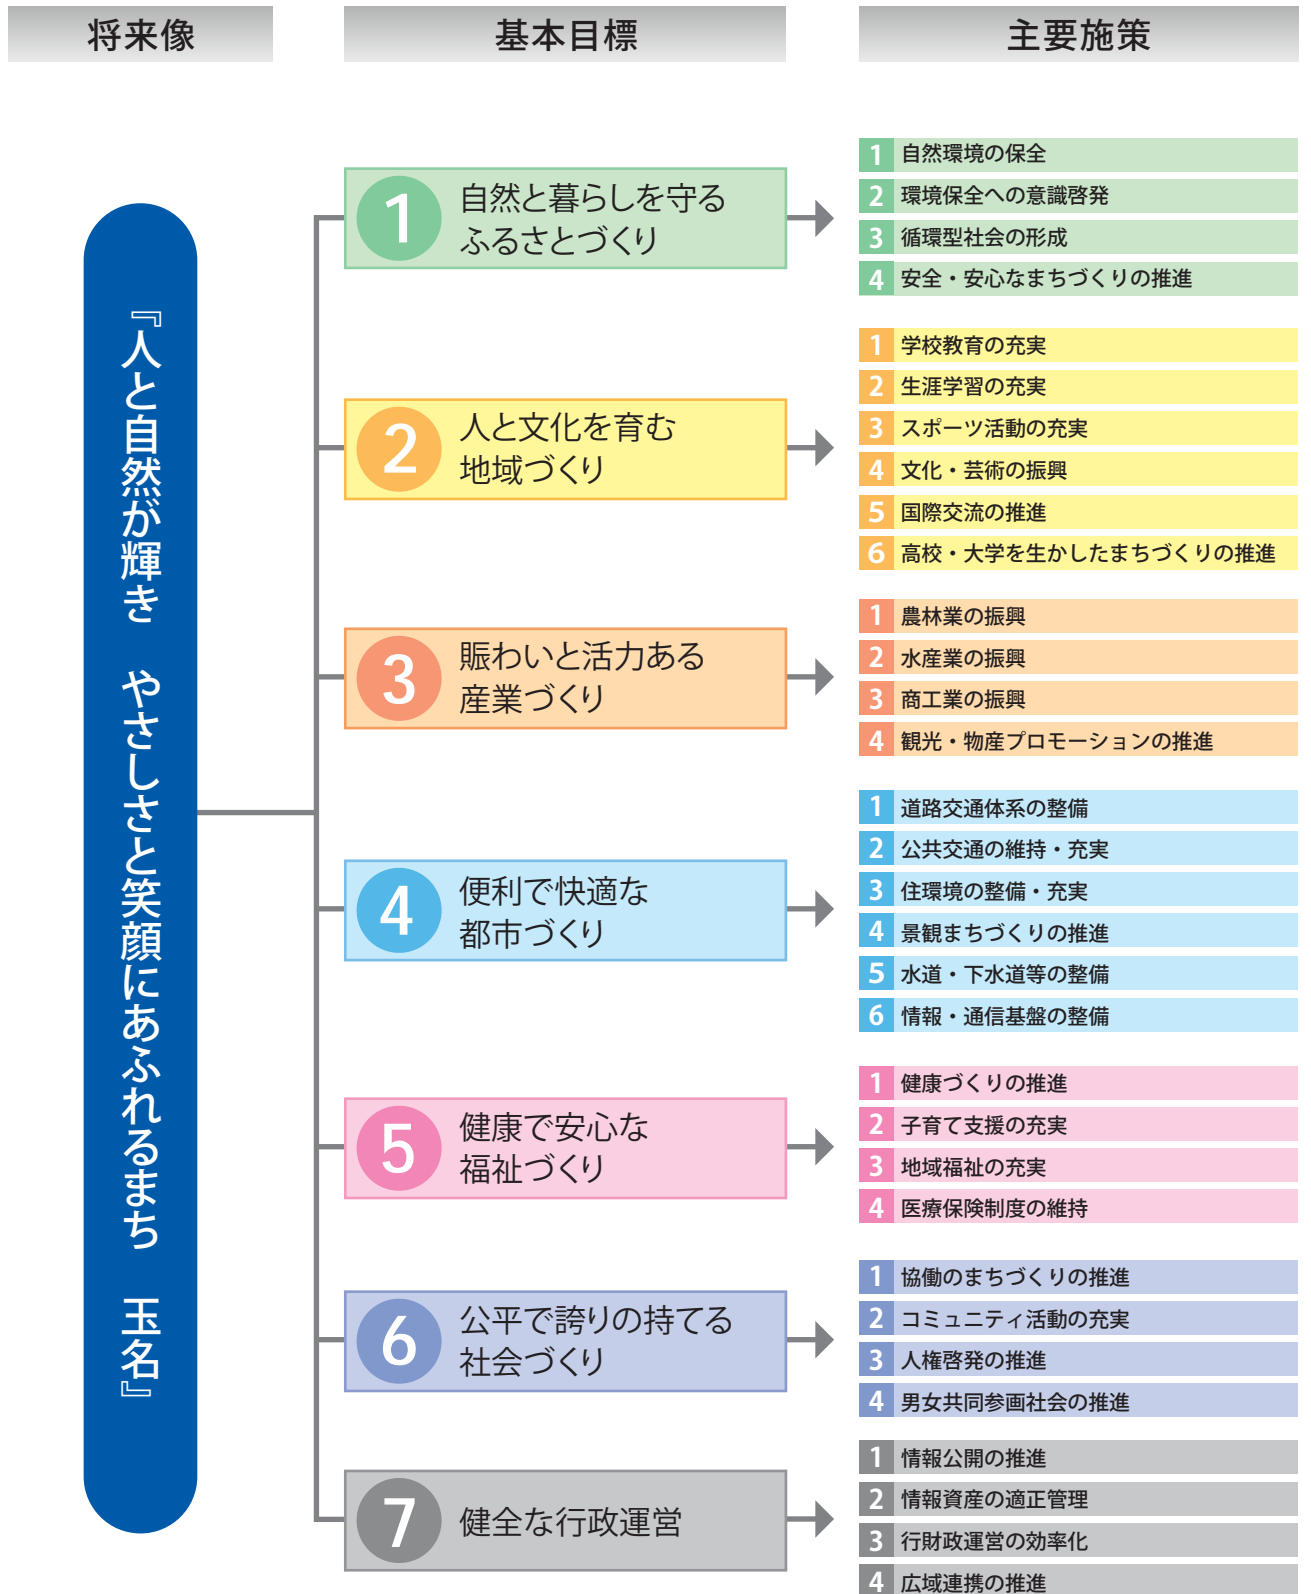 将来像
基本目標
主要施策
『人と自然が輝き　やさしさと笑顔にあふれるまち　玉名』
1
自然と暮らしを守る
ふるさとづくり
1 自然環境の保全
2 環境保全への意識啓発
3 循環型社会の形成
4 安全・安心なまちづくりの推進
2
人と文化を育む
地域づくり
1 学校教育の充実
2 生涯学習の充実
3 スポーツ活動の充実
4 文化・芸術の振興
5 国際交流の推進
6 高校・大学を生かしたまちづくりの推進
3
賑わいと活力ある
産業づくり
1 農林業の振興
2 水産業の振興
3 商工業の振興
4 観光・物産プロモーションの推進
4
便利で快適な
都市づくり
1 道路交通体系の整備
2 公共交通の維持・充実
3 住環境の整備・充実
4 景観まちづくりの推進
5 水道・下水道等の整備
6 情報・通信基盤の整備
5
健康で安心な
福祉づくり
1 健康づくりの推進
2 子育て支援の充実
3 地域福祉の充実
4 医療保険制度の維持
6
公平で誇りの持てる
社会づくり
1 協働のまちづくりの推進
2 コミュニティ活動の充実
3 人権啓発の推進
4 男女共同参画社会の推進
7
健全な行政運営
1 情報公開の推進
2 情報資産の適正管理
3 行財政運営の効率化
4 広域連携の推進